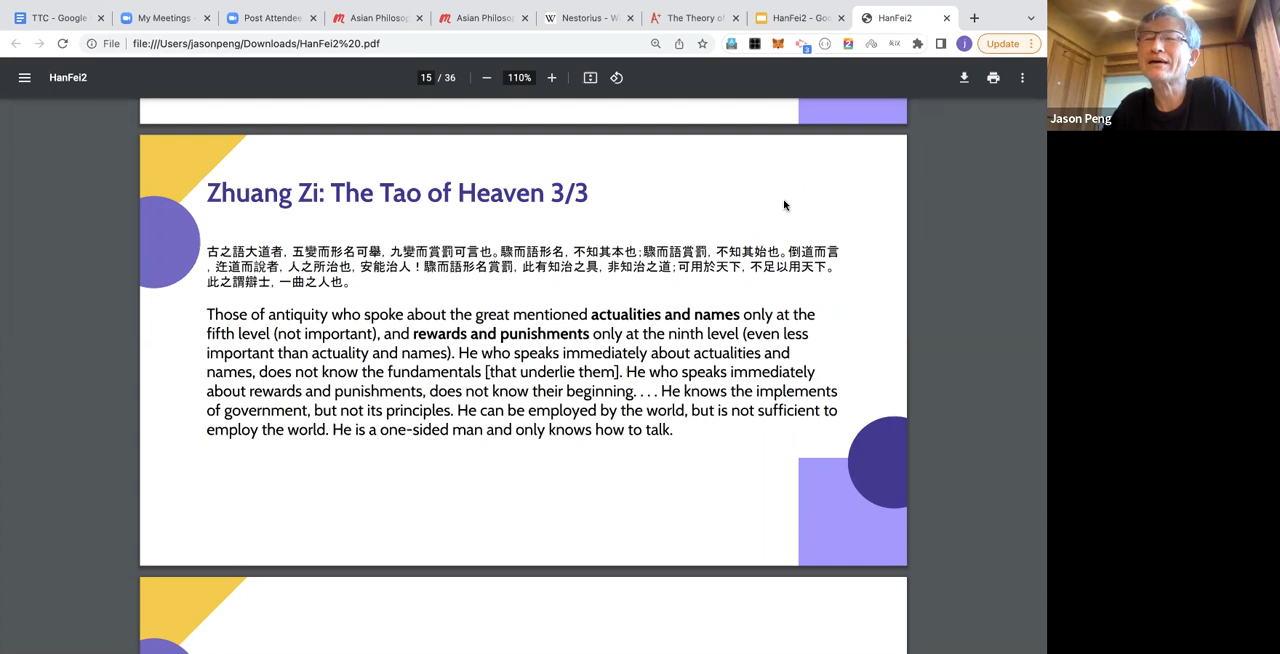 TTC - Google
My Meetings -
Post Attendee
Asian Philosop
Asian Philosop
Nestorius - Wi
The Theory of
HanFei2 - Goo
HanFei2
File
file:///Users/jasonpeng/Downloads/HanFei2%20.pdf
Update
HanFei2
15 / 36
110%
Jason Peng
Zhuang Zi: The Tao of Heaven 3/3
古之語大道者，五變而形名可舉，九變而賞罰可言也。驟而語形名，不知其本也；驟而語賞罰，不知其始也。倒道而言
，迕道而說者，人之所治也，安能治人！驟而語形名賞罰，此有知治之具，非知治之道；可用於天下，不足以用天下。
此之謂辯士，一曲之人也。
Those of antiquity who spoke about the great mentioned actualities and names only at the
fifth level (not important), and rewards and punishments only at the ninth level (even less
important than actuality and names). He who speaks immediately about actualities and
names, does not know the fundamentals [that underlie them]. He who speaks immediately
about rewards and punishments, does not know their beginning. . . . He knows the implements
of government, but not its principles. He can be employed by the world, but is not sufficient to
employ the world. He is a one-sided man and only knows how to talk.